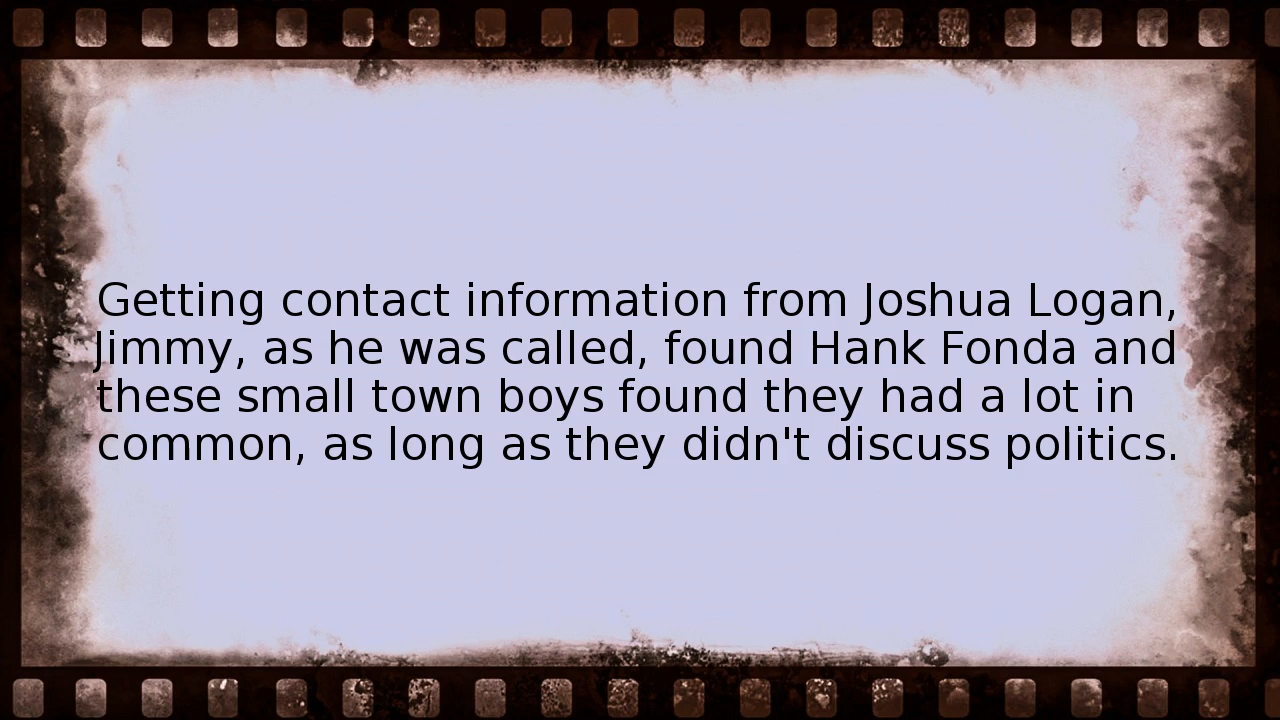 Getting contact information from Joshua Logan,
Jimmy, as he was called, found Hank Fonda and
these small town boys found they had a lot in
common, as long as they didn't discuss politics.